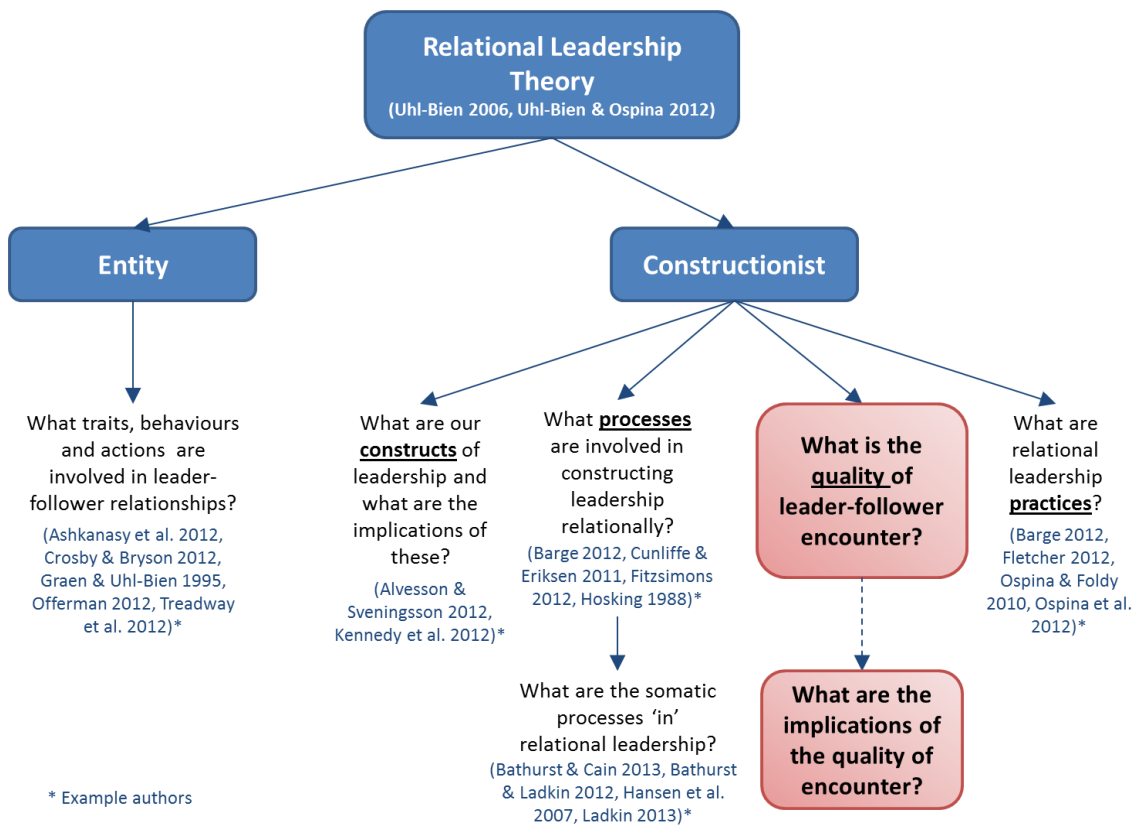 Relational Leadership
Theory
(Uhl-Bien 2006, Uhl-Bien & Ospina 2012)
Entity
Constructionist
What traits, behaviours
and actions are
involved in leader-
follower relationships?
(Ashkanasy et al. 2012,
Crosby & Bryson 2012,
Graen & Uhl-Bien 1995,
Offerman 2012, Treadway
et al. 2012)*
What are our
constructs of
leadership and
what are the
implications of
these?
(Alvesson &
Sveningsson 2012,
Kennedy et al. 2012)*
What processes
are involved in
constructing
leadership
relationally?
(Barge 2012, Cunliffe &
Eriksen 2011, Fitzsimons
2012, Hosking 1988)*
What is the
quality of
leader-follower
encounter?
What are
relational
leadership
practices?
(Barge 2012,
Fletcher 2012,
Ospina & Foldy
2010, Ospina et al.
2012)*
What are the somatic
processes ‘in’
relational leadership?
(Bathurst & Cain 2013, Bathurst
& Ladkin 2012, Hansen et al.
2007, Ladkin 2013)*
What are the
implications of
the quality of
encounter?
* Example authors